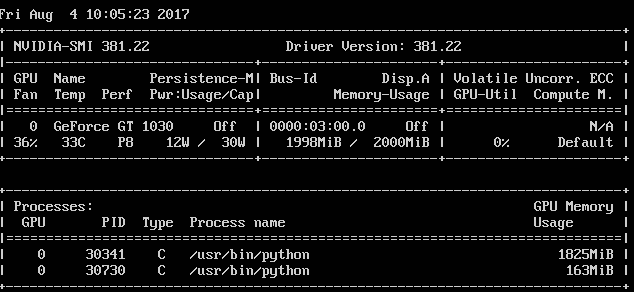 Fri Aug  4 10:05:23 2017
+-----------------------------------------------------------------------------+
| NVIDIA-SMI 381.22                 Driver Version: 381.22                    |
|-------------------------------+----------------------+----------------------+
| GPU  Name        Persistence-M| Bus-Id        Disp.A | Volatile Uncorr. ECC |
| Fan  Temp  Perf  Pwr:Usage/Cap|         Memory-Usage | GPU-Util  Compute M. |
|===============================+======================+======================|
|   0  GeForce GT 1030     Off  | 0000:03:00.0     Off |                  N/A |
| 36%   33C    P8    12W /  30W |   1998MiB /  2000MiB |      0%      Default |
+-------------------------------+----------------------+----------------------+
+-----------------------------------------------------------------------------+
| Processes:                                                       GPU Memory |
|  GPU       PID  Type  Process name                               Usage      |
|=============================================================================|
|    0     30341    C   /usr/bin/python                               1825MiB |
|    0     30730    C   /usr/bin/python                                163MiB |
+-----------------------------------------------------------------------------+